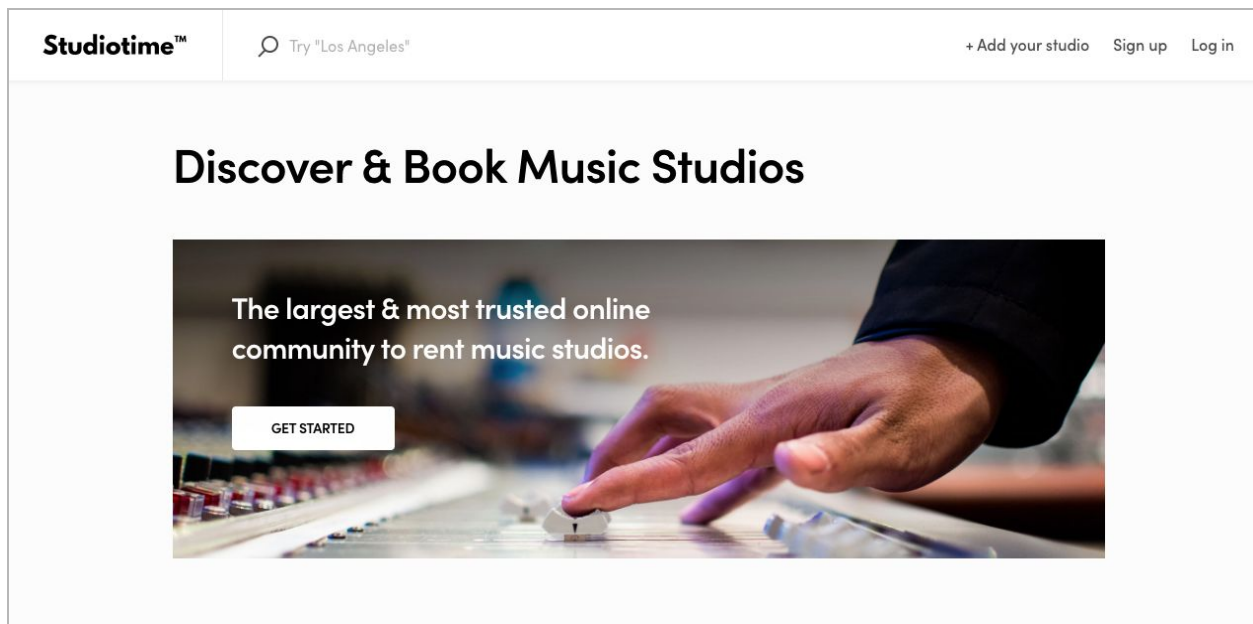 Studiotime™
Try "Los Angeles"
+ Add your studio
Sign up
Log in
Discover & Book Music Studios
The largest & most trusted online
community to rent music studios.
GET STARTED